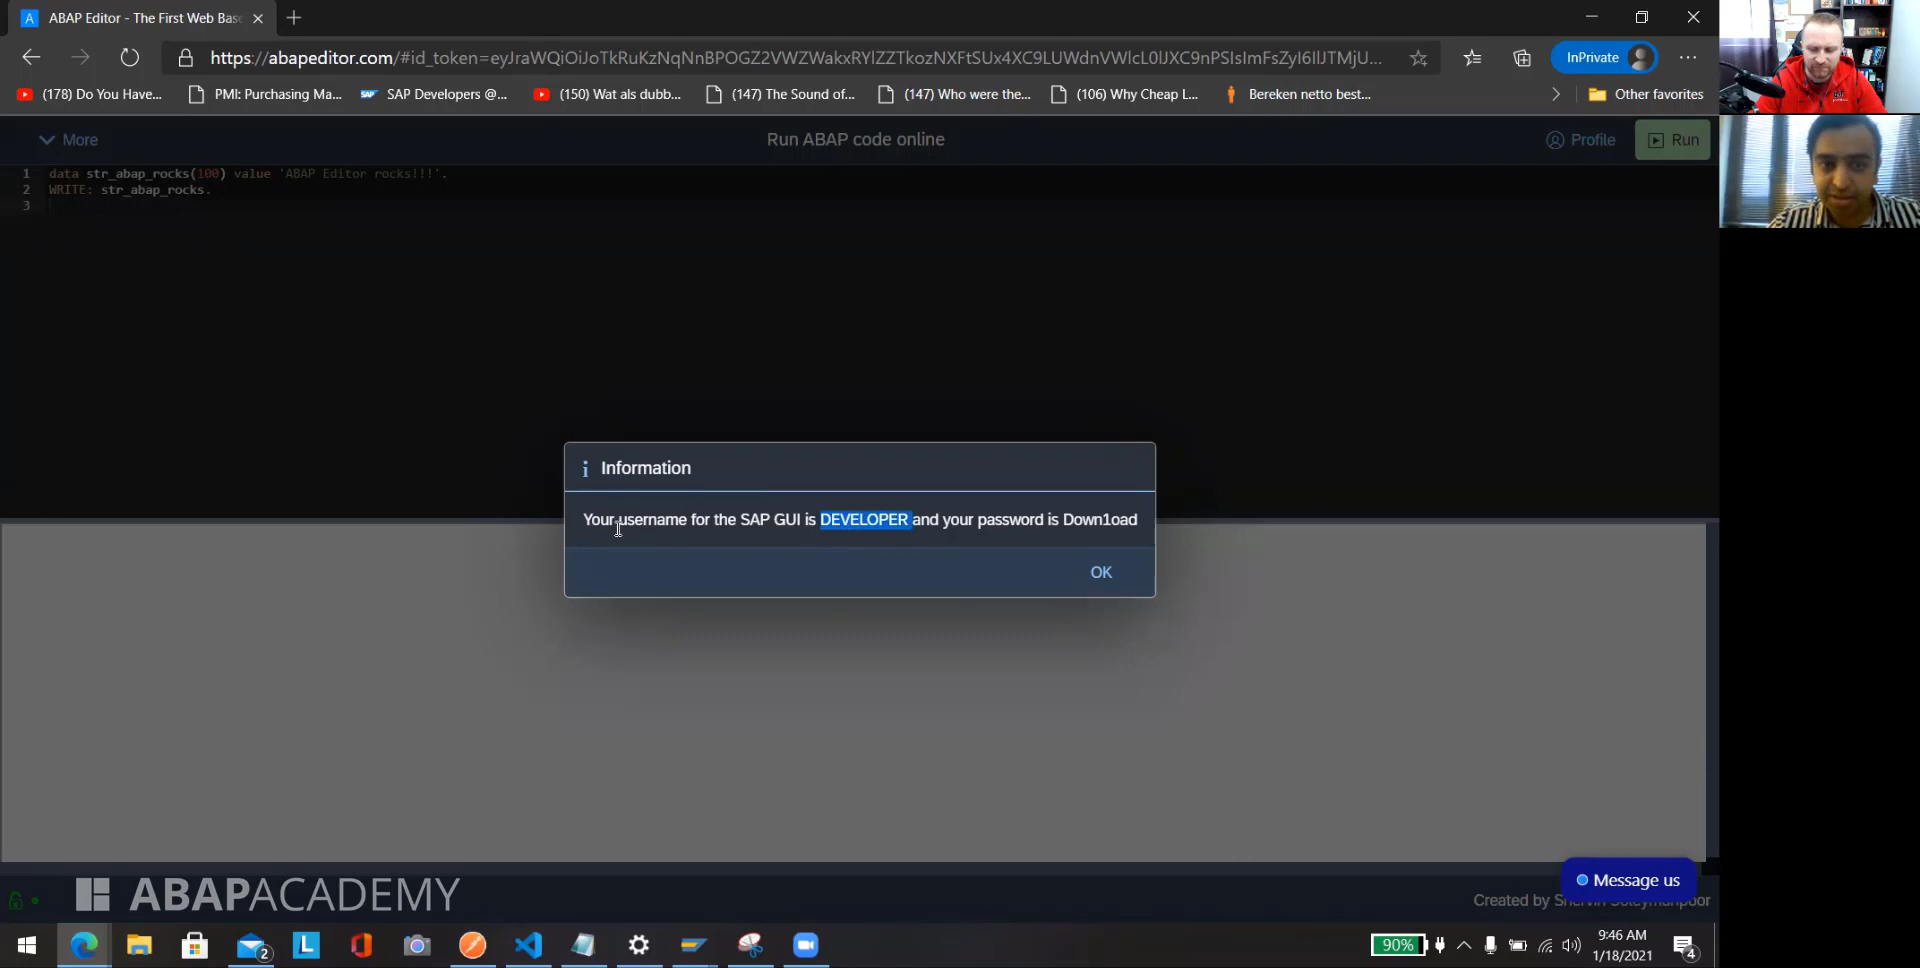 ABAP Editor - The First Web Bas
https://abapeditor.com/#id_token=eyJraWQiOiJoTkRuKzNqNnBPOGZ2VWZWakxRYlZZTkozNXFtSUx4XC9LUWdnVWlcL0lJXC9nPSIsImFsZyI6IlJTMjU...
InPrivate
(178) Do You Have...
PMI: Purchasing Ma...
SAP Developers @...
(150) Wat als dubb...
(147) The Sound of...
(147) Who were the...
(106) Why Cheap L...
Bereken netto best...
Other favorites
More
Run ABAP code online
Profile
Run
1 data str_abap_rocks(100) value 'ABAP Editor rocks!!!'.
2 WRITE: str_abap_rocks.
3
Information
Your username for the SAP GUI is DEVELOPER and your password is Down1oad
OK
ABAPACADEMY
Message us
Created by
90%
9:46 AM
1/18/2021
2
4